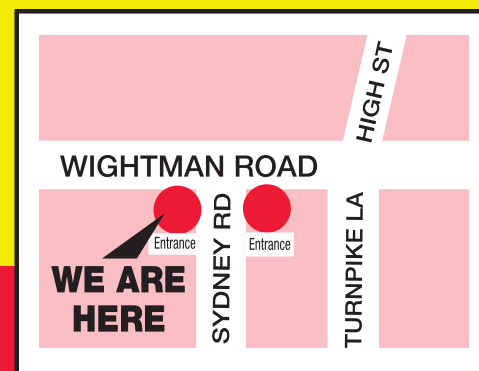 HIGH ST
WIGHTMAN ROAD
SYDNEY RD
TURNPIKE LA
Entrance
Entrance
WE ARE
HERE